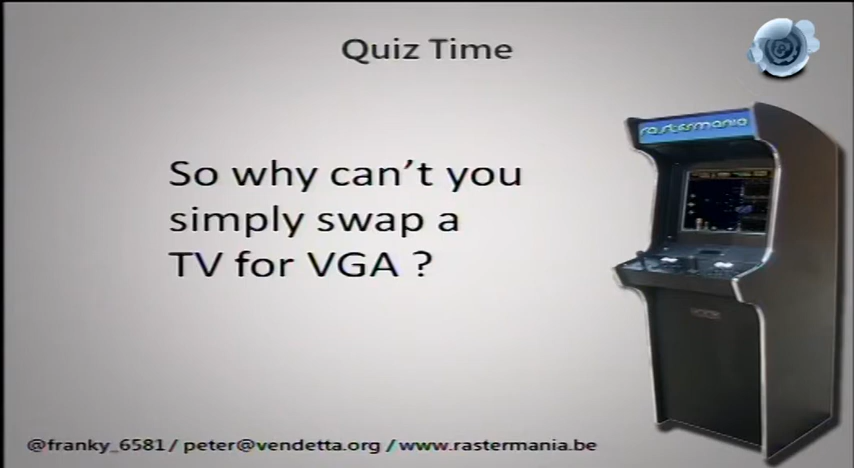 Quiz Time
rastermania
So why can't you
simply swap a
TV for VGA ?
@franky_6581/ peter@vendetta.org / www.rastermania.be